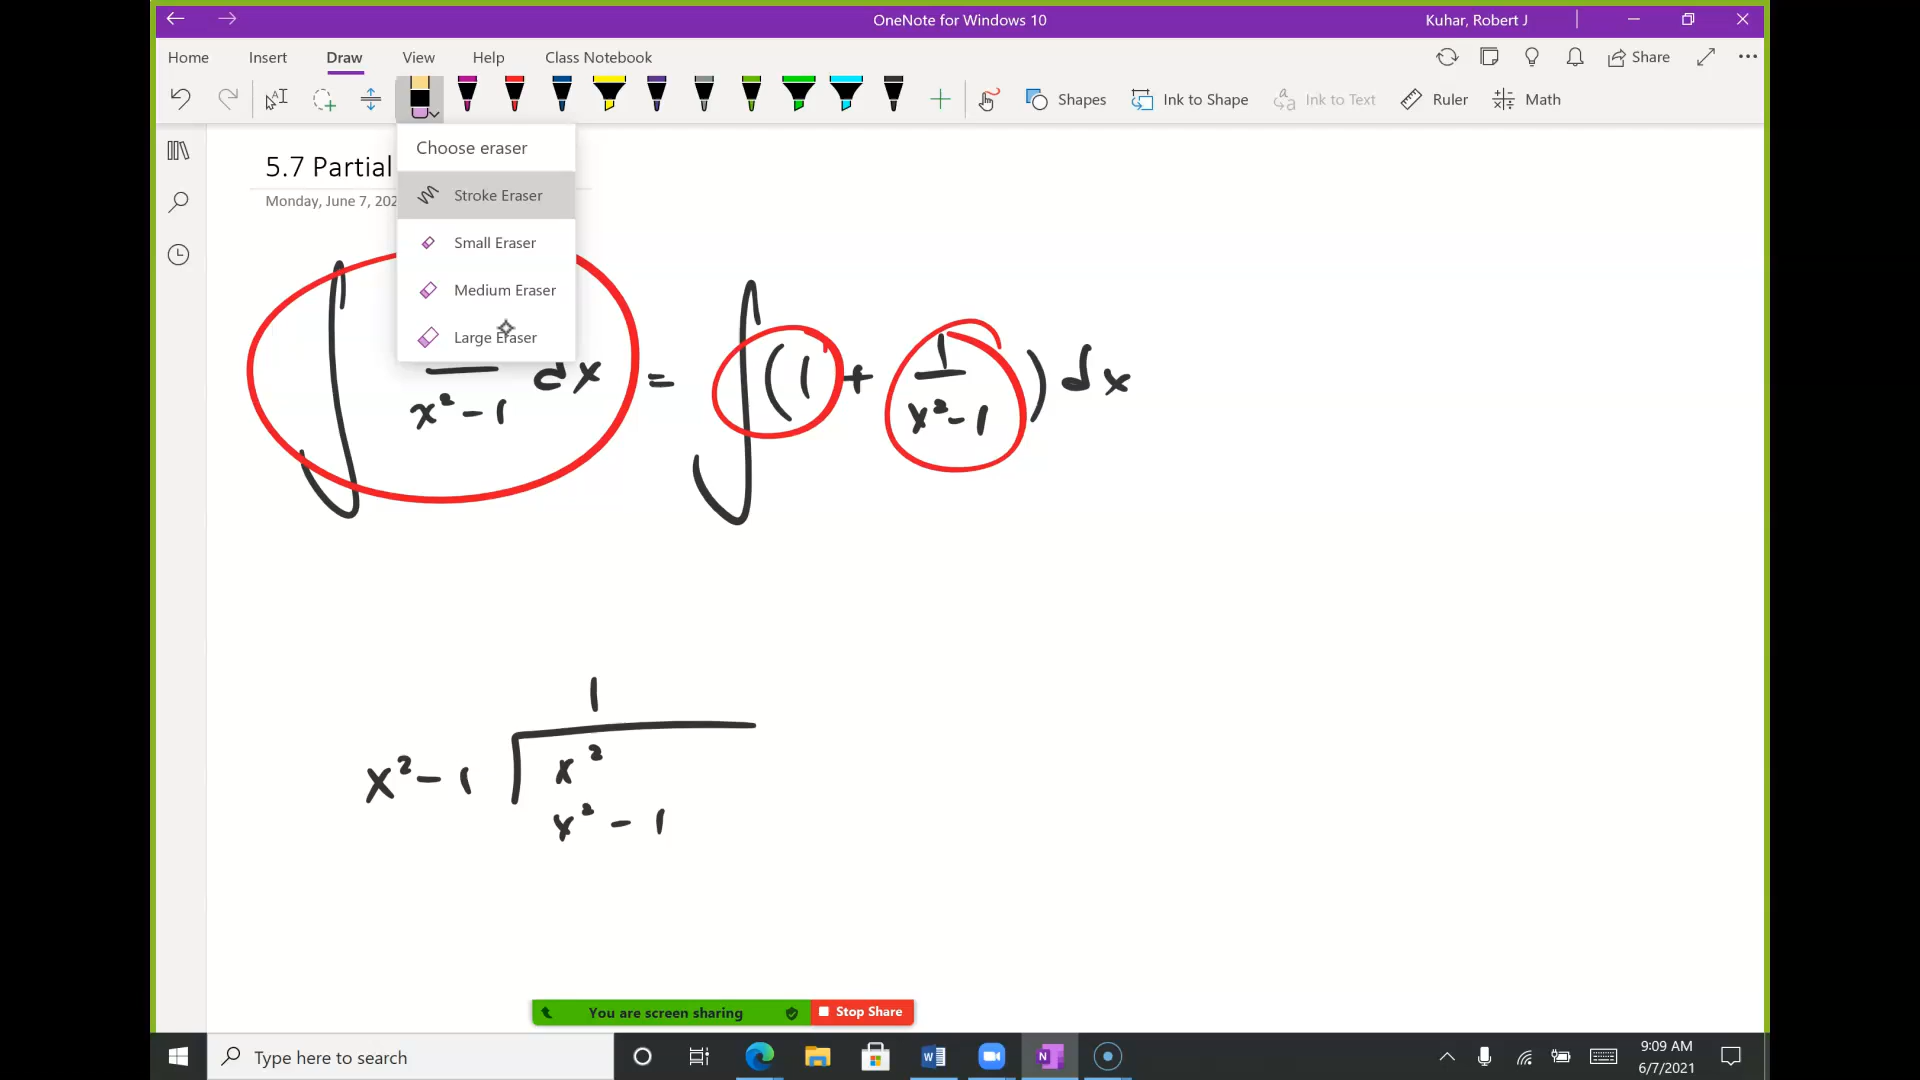 OneNote for Windows 10
Kuhar, Robert J
Home Insert Draw View Help Class Notebook
Share
Shapes Ink to Shape Ink to Text Ruler Math
Choose eraser
5.7 Partial
Stroke Eraser
Monday, June 7, 202
Small Eraser
Medium Eraser
Large Eraser
∫ x² - 1 dx = ∫ (1 + 1/(x² - 1)) dx
1
x² - 1 x²
x² - 1
You are screen sharing Stop Share
Type here to search
9:09 AM
6/7/2021